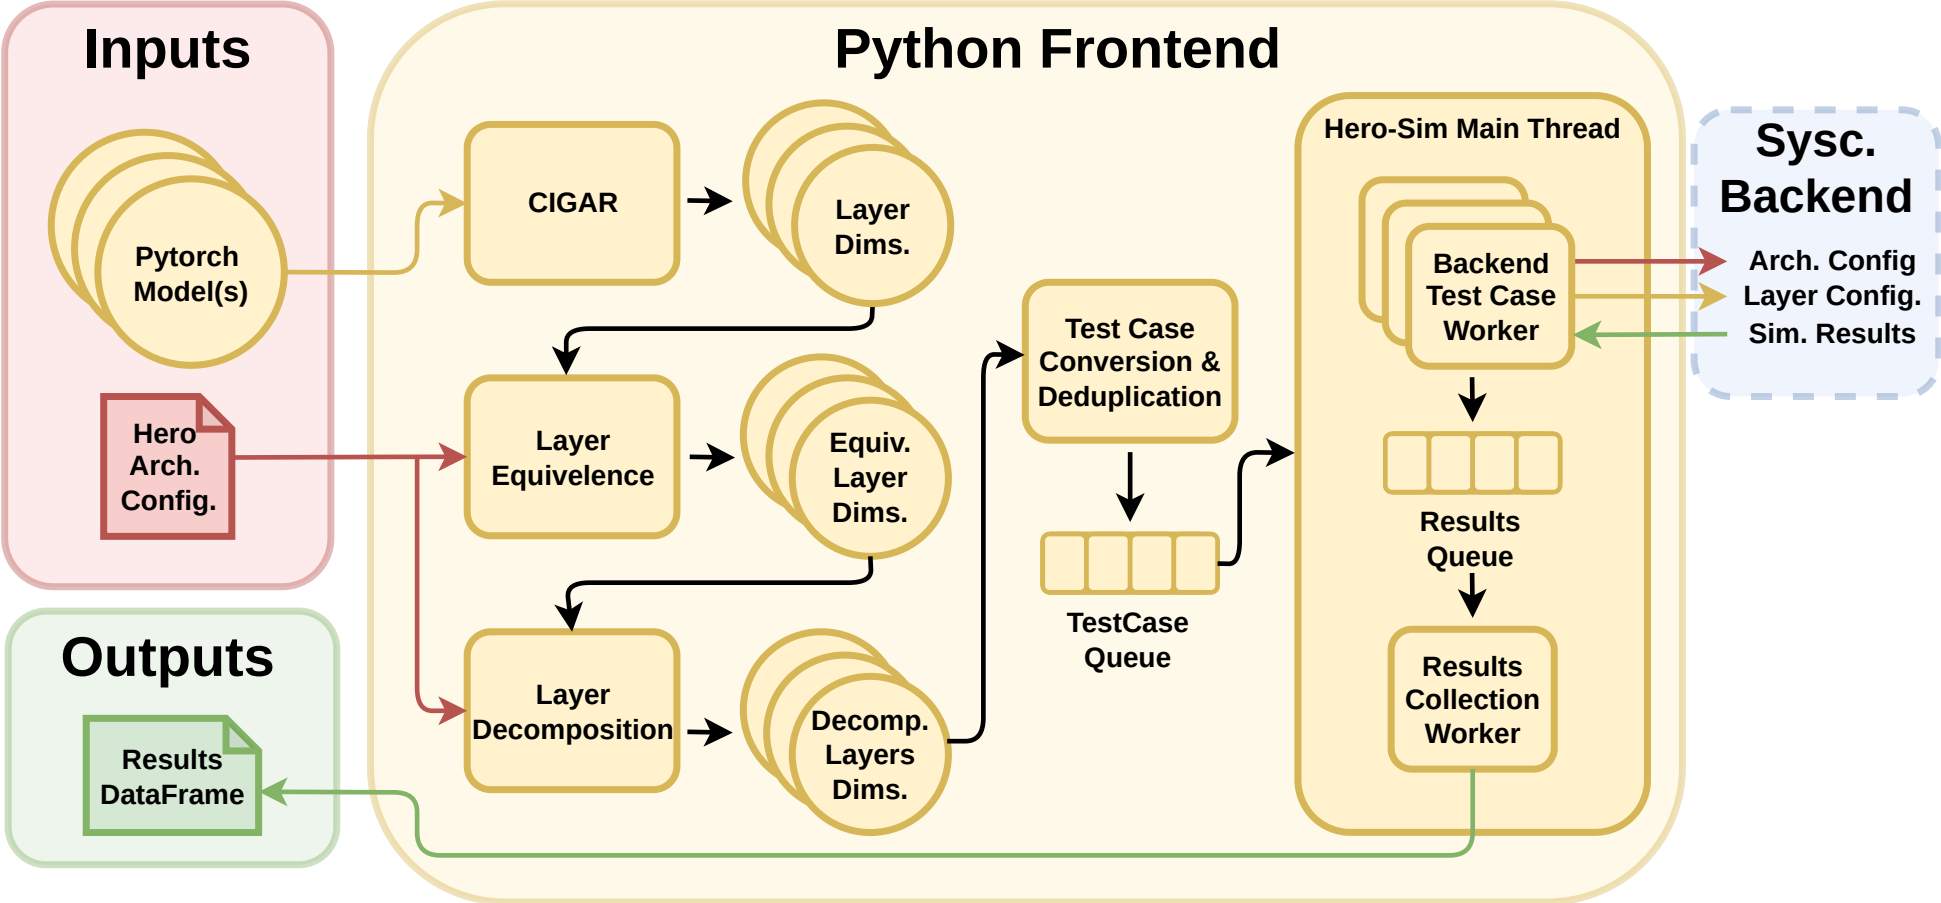 Inputs
Pytorch
Model(s)
Hero
Arch.
Config.
Outputs
Results
DataFrame
Python Frontend
CIGAR
Layer
Dims.
Layer
Equivelence
Equiv.
Layer
Dims.
Layer
Decomposition
Decomp.
Layers
Dims.
Test Case
Conversion &
Deduplication
TestCase
Queue
Hero-Sim Main Thread
Backend
Test Case
Worker
Results
Queue
Results
Collection
Worker
Sysc.
Backend
Arch. Config
Layer Config.
Sim. Results